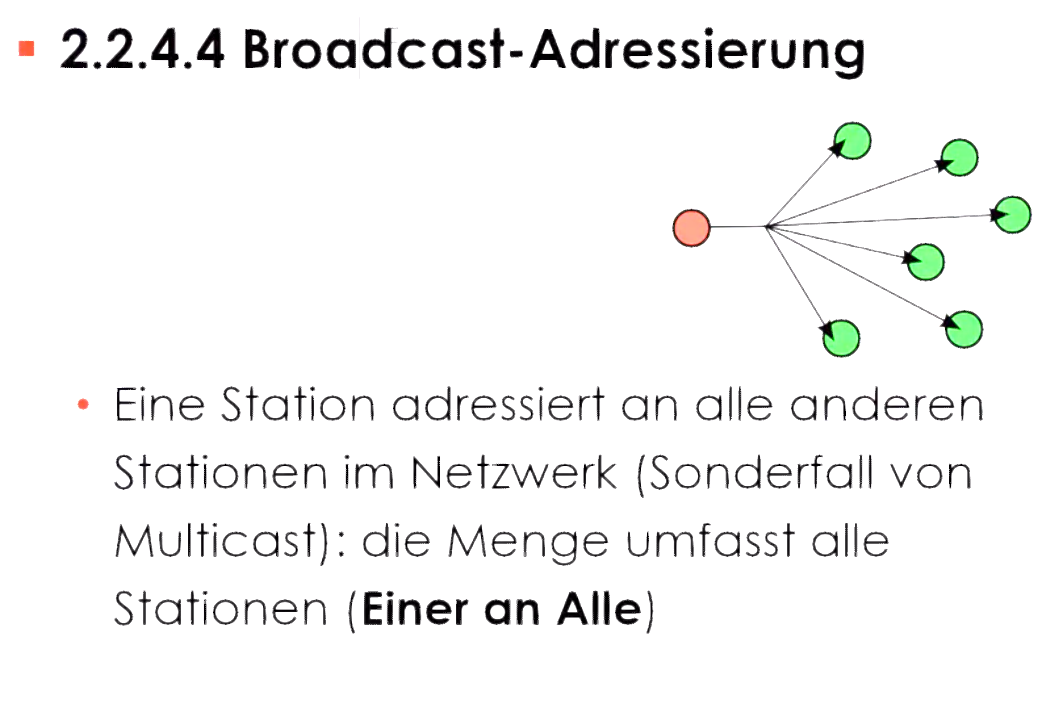 2.2.4.4 Broadcast-Adressierung
Eine Station adressiert an alle anderen
Stationen im Netzwerk (Sonderfall von
Multicast): die Menge umfasst alle
Stationen (Einer an Alle)